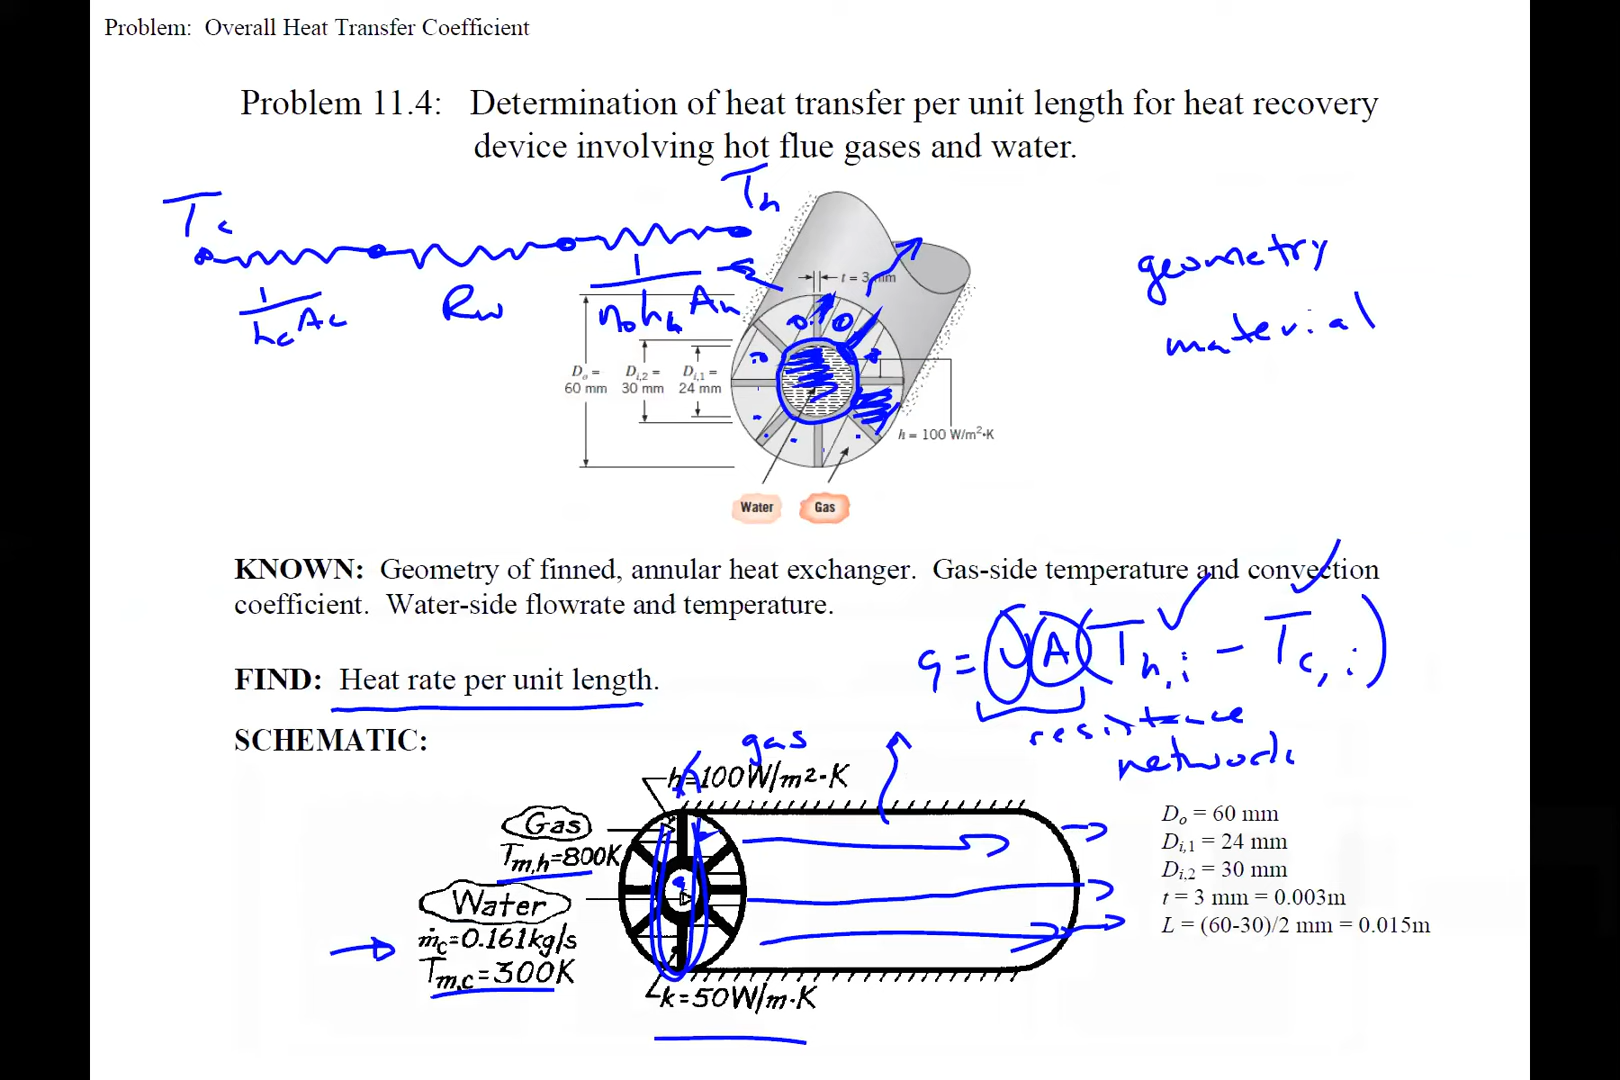 Problem: Overall Heat Transfer Coefficient
Problem 11.4: Determination of heat transfer per unit length for heat recovery
device involving hot flue gases and water.
Tc
Th
1
hcAc
Rw
1
ηohhAh
geometry
material
t = 3 mm
Do =
60 mm
Di,2 =
30 mm
Di,1 =
24 mm
h = 100 W/m²•K
Water
Gas
KNOWN: Geometry of finned, annular heat exchanger. Gas-side temperature and convection
coefficient. Water-side flowrate and temperature.
q = UA(Th,i - Tc,i)
FIND: Heat rate per unit length.
resistance
network
SCHEMATIC:
gas
h=100W/m2·K
Gas
Tm,h=800K
Water
ṁc=0.161kg/s
Tm,c=300K
k=50W/m·K
Do = 60 mm
Di,1 = 24 mm
Di,2 = 30 mm
t = 3 mm = 0.003m
L = (60-30)/2 mm = 0.015m